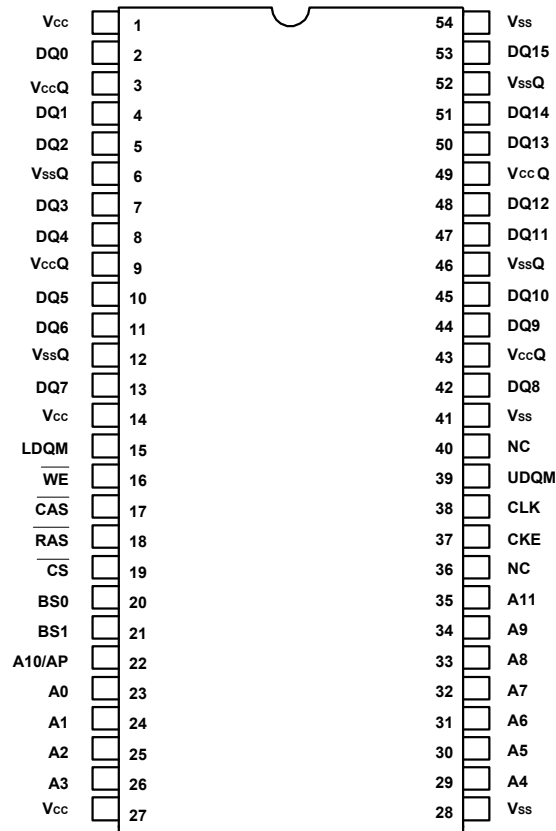 Vcc 1 54 Vss
DQ0 2 53 DQ15
VccQ 3 52 VssQ
DQ1 4 51 DQ14
DQ2 5 50 DQ13
VssQ 6 49 Vcc Q
DQ3 7 48 DQ12
DQ4 8 47 DQ11
VccQ 9 46 VssQ
DQ5 10 45 DQ10
DQ6 11 44 DQ9
VssQ 12 43 VccQ
DQ7 13 42 DQ8
Vcc 14 41 Vss
LDQM 15 40 NC
W̅E̅ 16 39 UDQM
C̅A̅S̅ 17 38 CLK
R̅A̅S̅ 18 37 CKE
C̅S̅ 19 36 NC
BS0 20 35 A11
BS1 21 34 A9
A10/AP 22 33 A8
A0 23 32 A7
A1 24 31 A6
A2 25 30 A5
A3 26 29 A4
Vcc 27 28 Vss